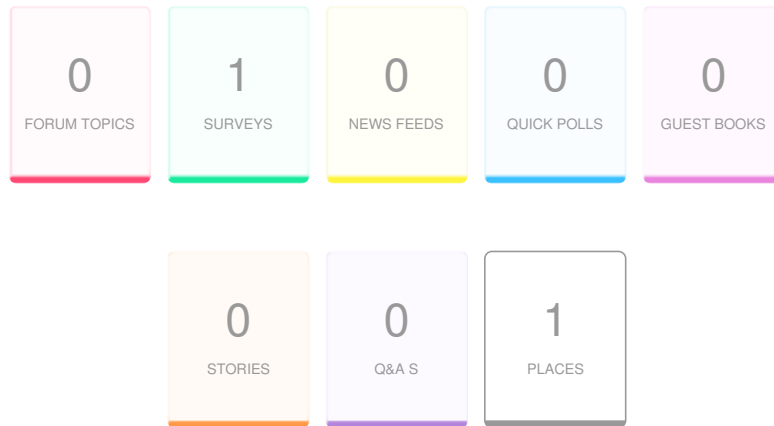 0
1
0
0
0
FORUM TOPICS
SURVEYS
NEWS FEEDS
QUICK POLLS
GUEST BOOKS
0
0
1
STORIES
Q&A S
PLACES